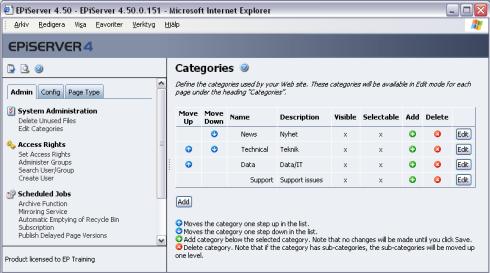 EPiServer 4.50 - EPiServer 4.50.0.151 - Microsoft Internet Explorer
Arkiv Redigera Visa Favoriter Verktyg Hjälp
EPiSERVER 4
Admin Config Page Type
System Administration
Delete Unused Files
Edit Categories
Access Rights
Set Access Rights
Administer Groups
Search User/Group
Create User
Scheduled Jobs
Archive Function
Mirroring Service
Automatic Emptying of Recycle Bin
Subscription
Publish Delayed Page Versions
Product licensed to EP Training
Categories
Define the categories used by your Web site. These categories will be available in Edit mode for each
page under the heading "Categories".
Move Up Move Down Name Description Visible Selectable Add Delete
News Nyhet x x Edit
Technical Teknik x x Edit
Data Data/IT x x Edit
Support Support issues x x Edit
Add
Moves the category one step up in the list.
Moves the category one step down in the list.
Add category below the selected category. Note that no changes will be made until you click Save.
Delete category. Note that if the category has sub-categories, the sub-categories will be moved up
one level.